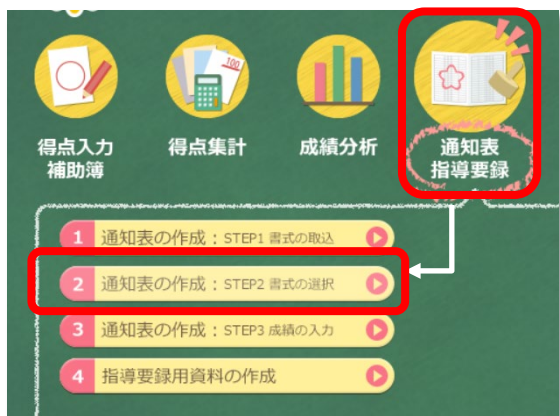 100
得点入力
補助簿
得点集計
成績分析
通知表
指導要録
1 通知表の作成：STEP1 書式の取込
2 通知表の作成：STEP2 書式の選択
3 通知表の作成：STEP3 成績の入力
4 指導要録用資料の作成